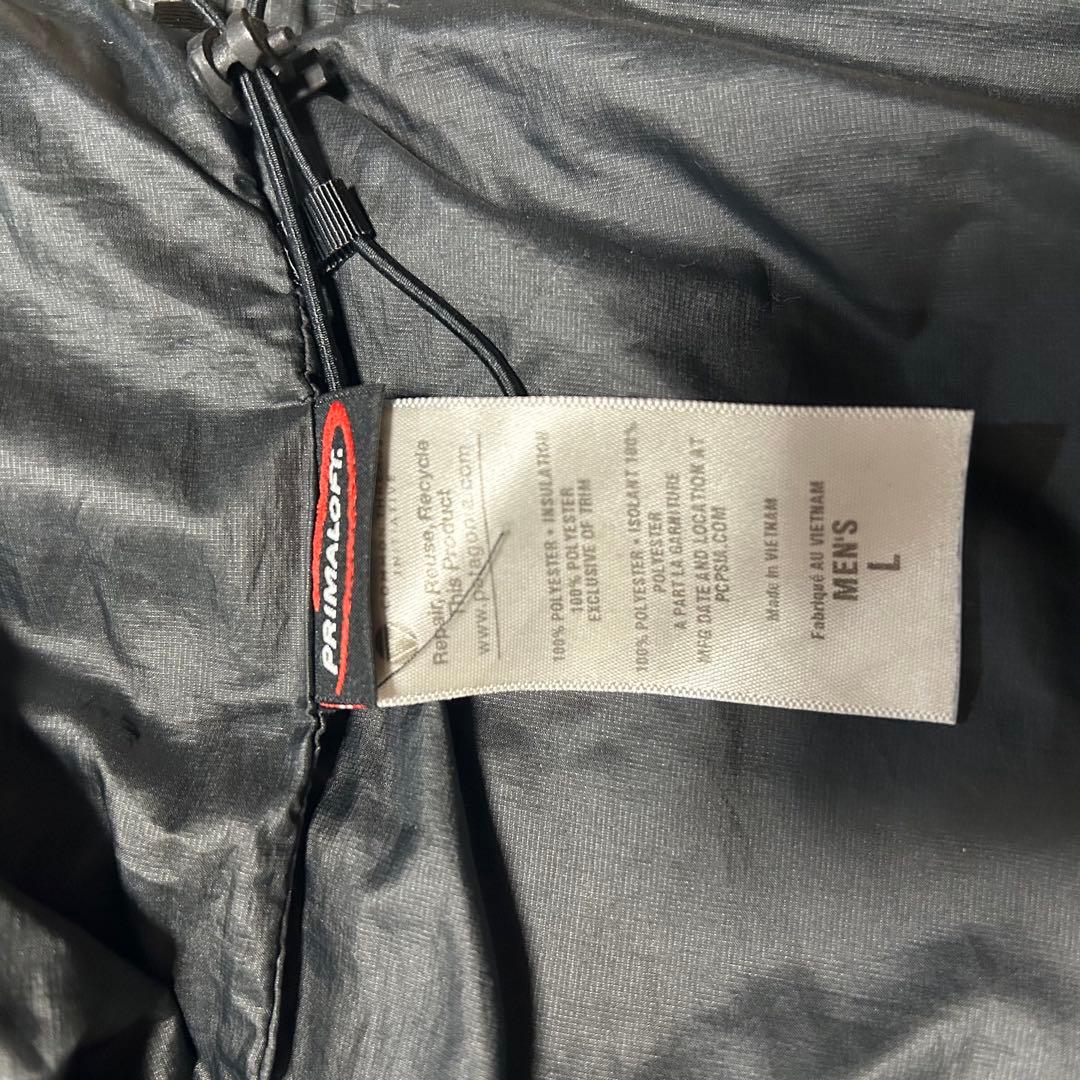 PRIMALOFT.
Repair, Reuse, Recycle
This Product
www.patagonia.com
100% POLYESTER • INSULATION
100% POLYESTER
EXCLUSIVE OF TRIM
100% POLYESTER • ISOLANT 100%
POLYESTER
A PART LA GARNITURE
MFG DATE AND LOCATION AT
PCPSIA.COM
Made in VIETNAM
Fabriqué AU VIETNAM
MEN'S
L